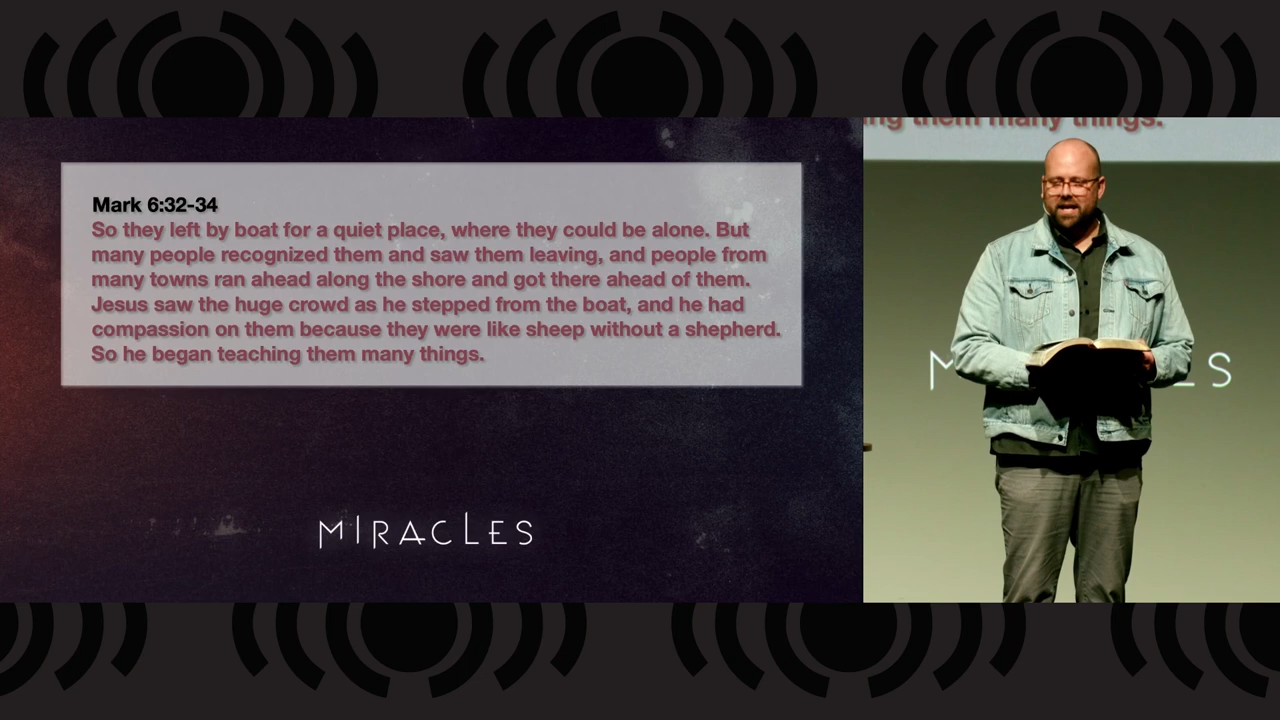 Mark 6:32-34
So they left by boat for a quiet place, where they could be alone. But
many people recognized them and saw them leaving, and people from
many towns ran ahead along the shore and got there ahead of them.
Jesus saw the huge crowd as he stepped from the boat, and he had
compassion on them because they were like sheep without a shepherd.
So he began teaching them many things.
MIRACLES
them many things.